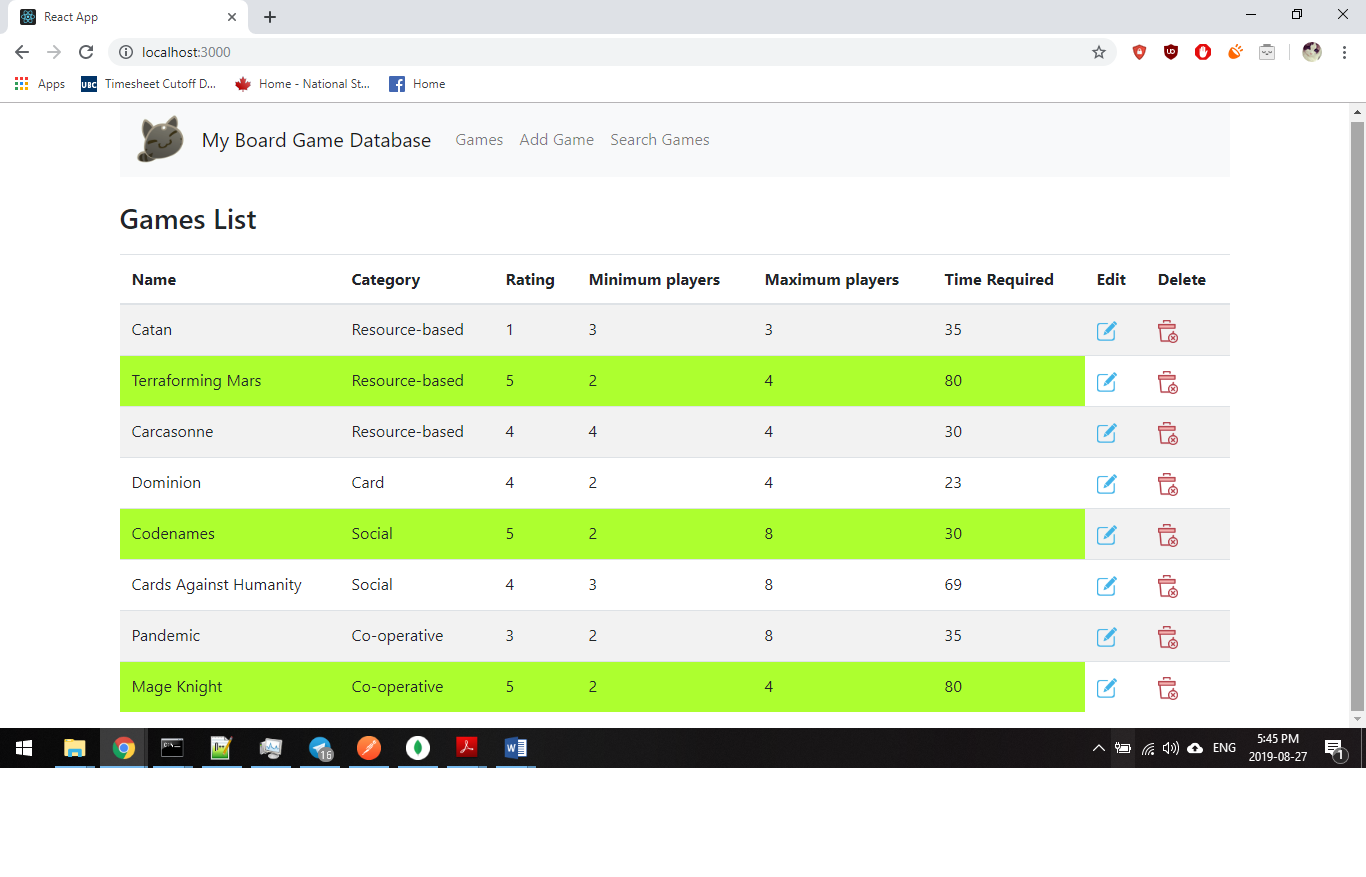 React App
localhost:3000
Apps
UBC Timesheet Cutoff D...
Home - National St...
Home
My Board Game Database Games Add Game Search Games
Games List
Name Category Rating Minimum players Maximum players Time Required Edit Delete
Catan Resource-based 1 3 3 35
Terraforming Mars Resource-based 5 2 4 80
Carcasonne Resource-based 4 4 4 30
Dominion Card 4 2 4 23
Codenames Social 5 2 8 30
Cards Against Humanity Social 4 3 8 69
Pandemic Co-operative 3 2 8 35
Mage Knight Co-operative 5 2 4 80
16
ENG
5:45 PM
2019-08-27
1